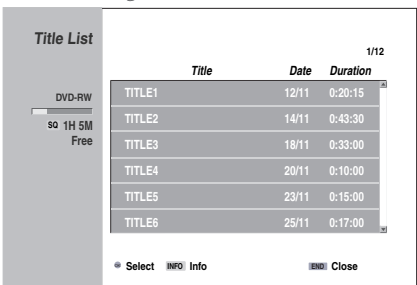 Title List
1/12
Title Date Duration
DVD-RW
SQ 1H 5M
Free
TITLE1 12/11 0:20:15
TITLE2 14/11 0:43:30
TITLE3 18/11 0:33:00
TITLE4 20/11 0:10:00
TITLE5 23/11 0:15:00
TITLE6 25/11 0:17:00
OK Select INFO Info END Close